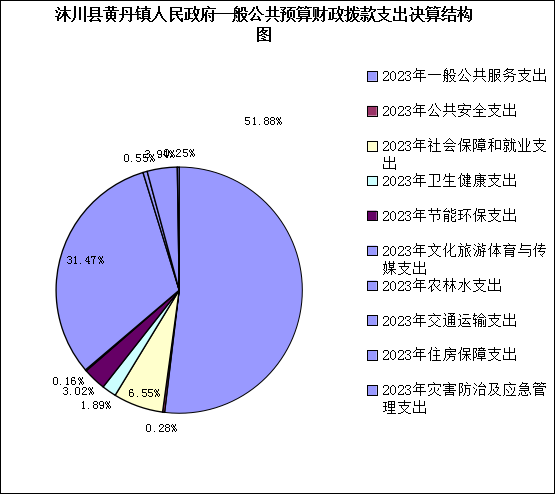 沐川县黄丹镇人民政府一般公共预算财政拨款支出决算结构
图
51.88%
0.25%
0.55%
31.47%
0.16%
3.02%
1.89%
6.55%
0.28%
2023年一般公共服务支出
2023年公共安全支出
2023年社会保障和就业支
出
2023年卫生健康支出
2023年节能环保支出
2023年文化旅游体育与传
媒支出
2023年农林水支出
2023年交通运输支出
2023年住房保障支出
2023年灾害防治及应急管
理支出